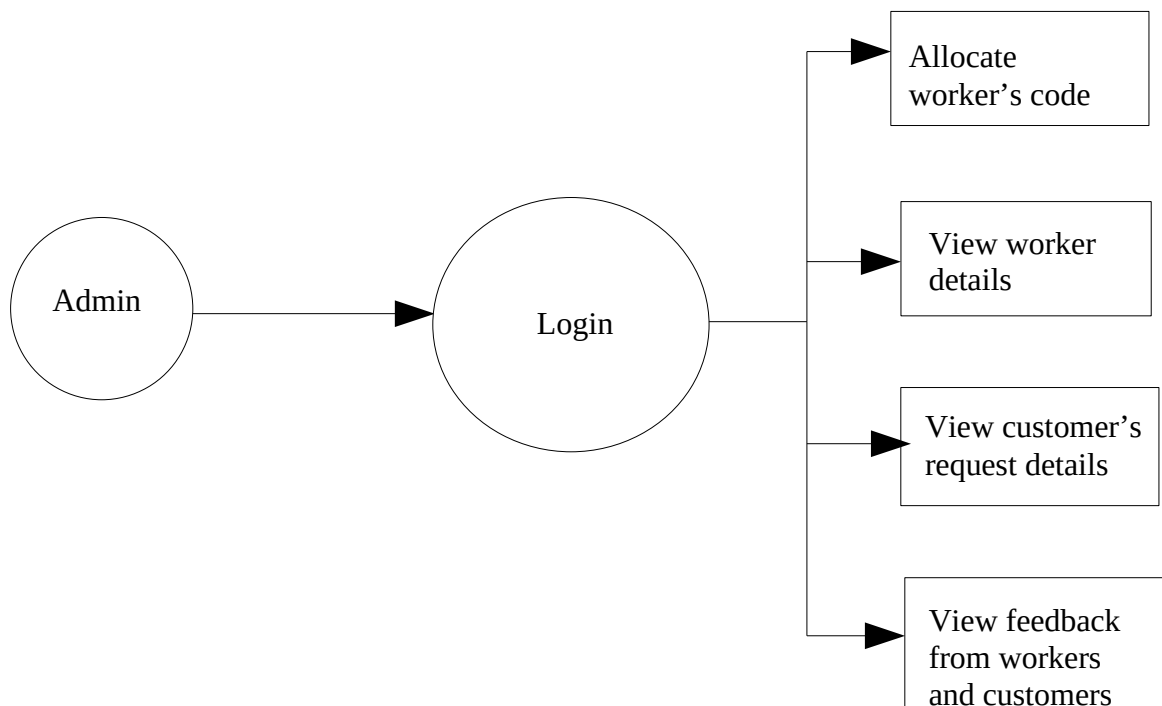 Admin
Login
Allocate
worker’s code
View worker
details
View customer’s
request details
View feedback
from workers
and customers